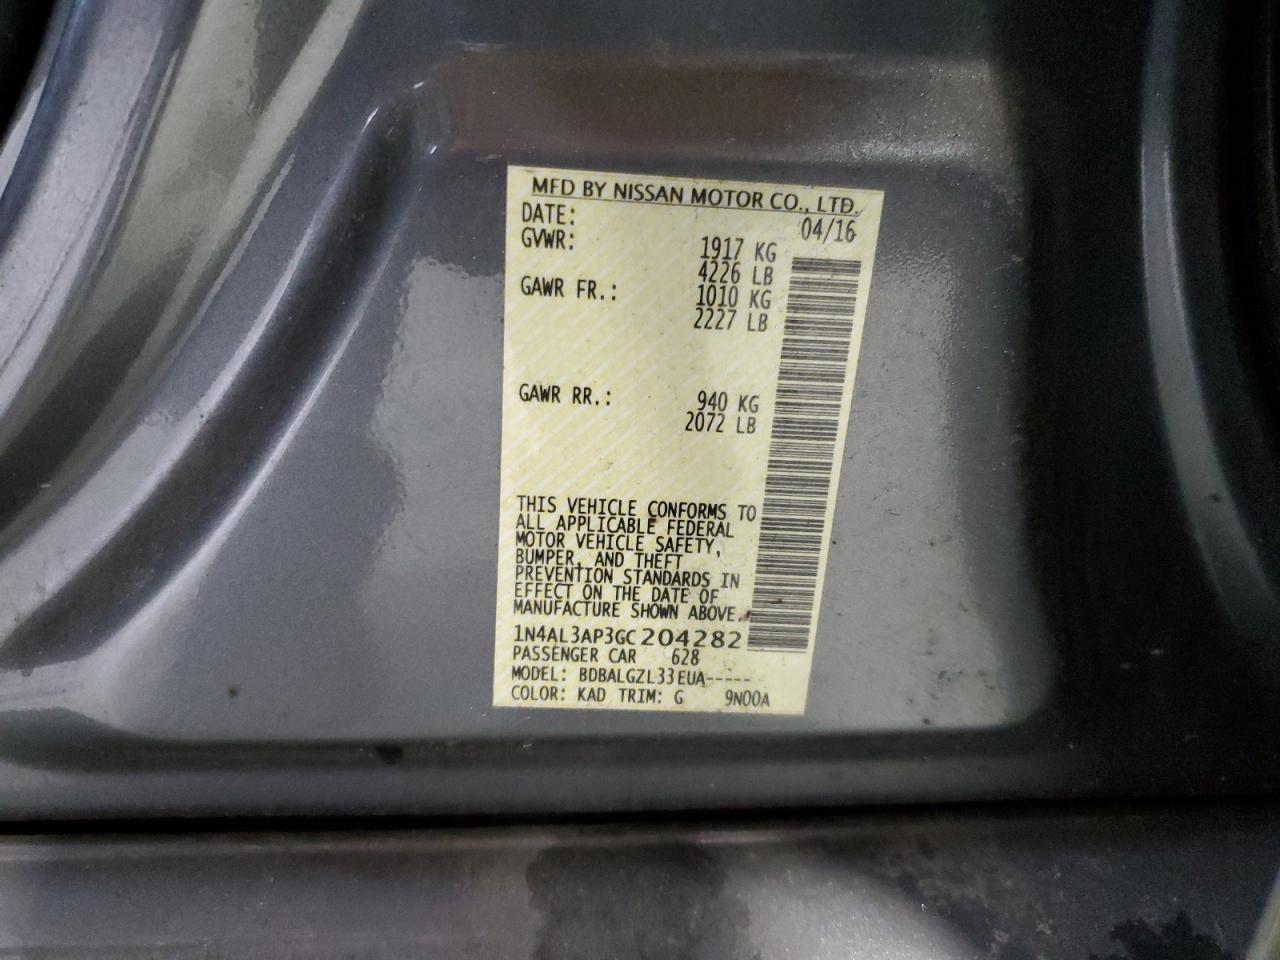 MFD BY NISSAN MOTOR CO., LTD.
DATE: 04/16
GVWR: 1917 KG
4226 LB
GAWR FR.: 1010 KG
2227 LB
GAWR RR.: 940 KG
2072 LB
THIS VEHICLE CONFORMS TO
ALL APPLICABLE FEDERAL
MOTOR VEHICLE SAFETY,
BUMPER, AND THEFT
PREVENTION STANDARDS IN
EFFECT ON THE DATE OF
MANUFACTURE SHOWN ABOVE.
1N4AL3AP3GC204282
PASSENGER CAR 628
MODEL: BDBALGZL33EUA-----
COLOR: KAD TRIM: G 9N00A